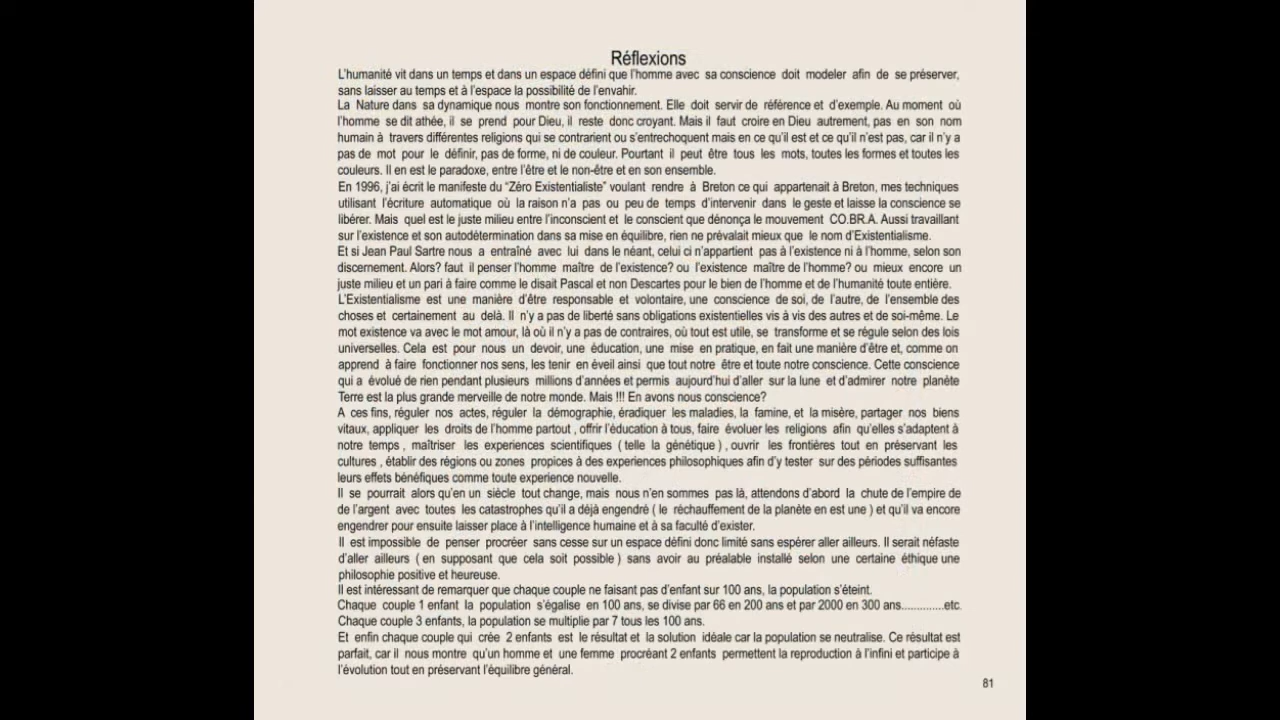 Réflexions
L'humanité vit dans un temps et dans un espace défini que l'homme avec sa conscience doit modeler afin de se préserver,
sans laisser au temps et à l'espace la possibilité de l'envahir.
La Nature dans sa dynamique nous montre son fonctionnement. Elle doit servir de référence et d'exemple. Au moment où
l'homme se dit athée, il se prend pour Dieu, il reste donc croyant. Mais il faut croire en Dieu autrement, pas en son nom
humain à travers différentes religions qui se contrarient ou s'entrechoquent mais en ce qu'il est et ce qu'il n'est pas, car il n'y a
pas de mot pour le définir, pas de forme, ni de couleur. Pourtant il peut être tous les mots, toutes les formes et toutes les
couleurs. Il en est le paradoxe, entre l'être et le non-être et en son ensemble.
En 1996, j'ai écrit le manifeste du "Zéro Existentialiste" voulant rendre à Breton ce qui appartenait à Breton, mes techniques
utilisant l'écriture automatique où la raison n'a pas ou peu de temps d'intervenir dans le geste et laisse la conscience se
libérer. Mais quel est le juste milieu entre l'inconscient et le conscient que dénonça le mouvement CO.BR.A. Aussi travaillant
sur l'existence et son autodétermination dans sa mise en équilibre, rien ne prévalait mieux que le nom d'Existentialisme.
Et si Jean Paul Sartre nous a entraîné avec lui dans le néant, celui ci n'appartient pas à l'existence ni à l'homme, selon son
discernement. Alors? faut il penser l'homme maître de l'existence? ou l'existence maître de l'homme? ou mieux encore un
juste milieu et un pari à faire comme le disait Pascal et non Descartes pour le bien de l'homme et de l'humanité toute entière.
L'Existentialisme est une manière d'être responsable et volontaire, une conscience de soi, de l'autre, de l'ensemble des
choses et certainement au delà. Il n'y a pas de liberté sans obligations existentielles vis à vis des autres et de soi-même. Le
mot existence va avec le mot amour, là où il n'y a pas de contraires, où tout est utile, se transforme et se régule selon des lois
universelles. Cela est pour nous un devoir, une éducation, une mise en pratique, en fait une manière d'être et, comme on
apprend à faire fonctionner nos sens, les tenir en éveil ainsi que tout notre être et toute notre conscience. Cette conscience
qui a évolué de rien pendant plusieurs millions d'années et permis aujourd'hui d'aller sur la lune et d'admirer notre planète
Terre est la plus grande merveille de notre monde. Mais !!! En avons nous conscience?
A ces fins, réguler nos actes, réguler la démographie, éradiquer les maladies, la famine, et la misère, partager nos biens
vitaux, appliquer les droits de l'homme partout , offrir l'éducation à tous, faire évoluer les religions afin qu'elles s'adaptent à
notre temps , maîtriser les experiences scientifiques ( telle la génétique ) , ouvrir les frontières tout en préservant les
cultures , établir des régions ou zones propices à des experiences philosophiques afin d'y tester sur des périodes suffisantes
leurs effets bénéfiques comme toute experience nouvelle.
Il se pourrait alors qu'en un siècle tout change, mais nous n'en sommes pas là, attendons d'abord la chute de l'empire de
de l'argent avec toutes les catastrophes qu'il a déjà engendré ( le réchauffement de la planète en est une ) et qu'il va encore
engendrer pour ensuite laisser place à l'intelligence humaine et à sa faculté d'exister.
Il est impossible de penser procréer sans cesse sur un espace défini donc limité sans espérer aller ailleurs. Il serait néfaste
d'aller ailleurs ( en supposant que cela soit possible ) sans avoir au préalable installé selon une certaine éthique une
philosophie positive et heureuse.
Il est intéressant de remarquer que chaque couple ne faisant pas d'enfant sur 100 ans, la population s'éteint.
Chaque couple 1 enfant la population s'égalise en 100 ans, se divise par 66 en 200 ans et par 2000 en 300 ans..............etc.
Chaque couple 3 enfants, la population se multiplie par 7 tous les 100 ans.
Et enfin chaque couple qui crée 2 enfants est le résultat et la solution idéale car la population se neutralise. Ce résultat est
parfait, car il nous montre qu'un homme et une femme procréant 2 enfants permettent la reproduction à l'infini et participe à
l'évolution tout en préservant l'équilibre général.
81